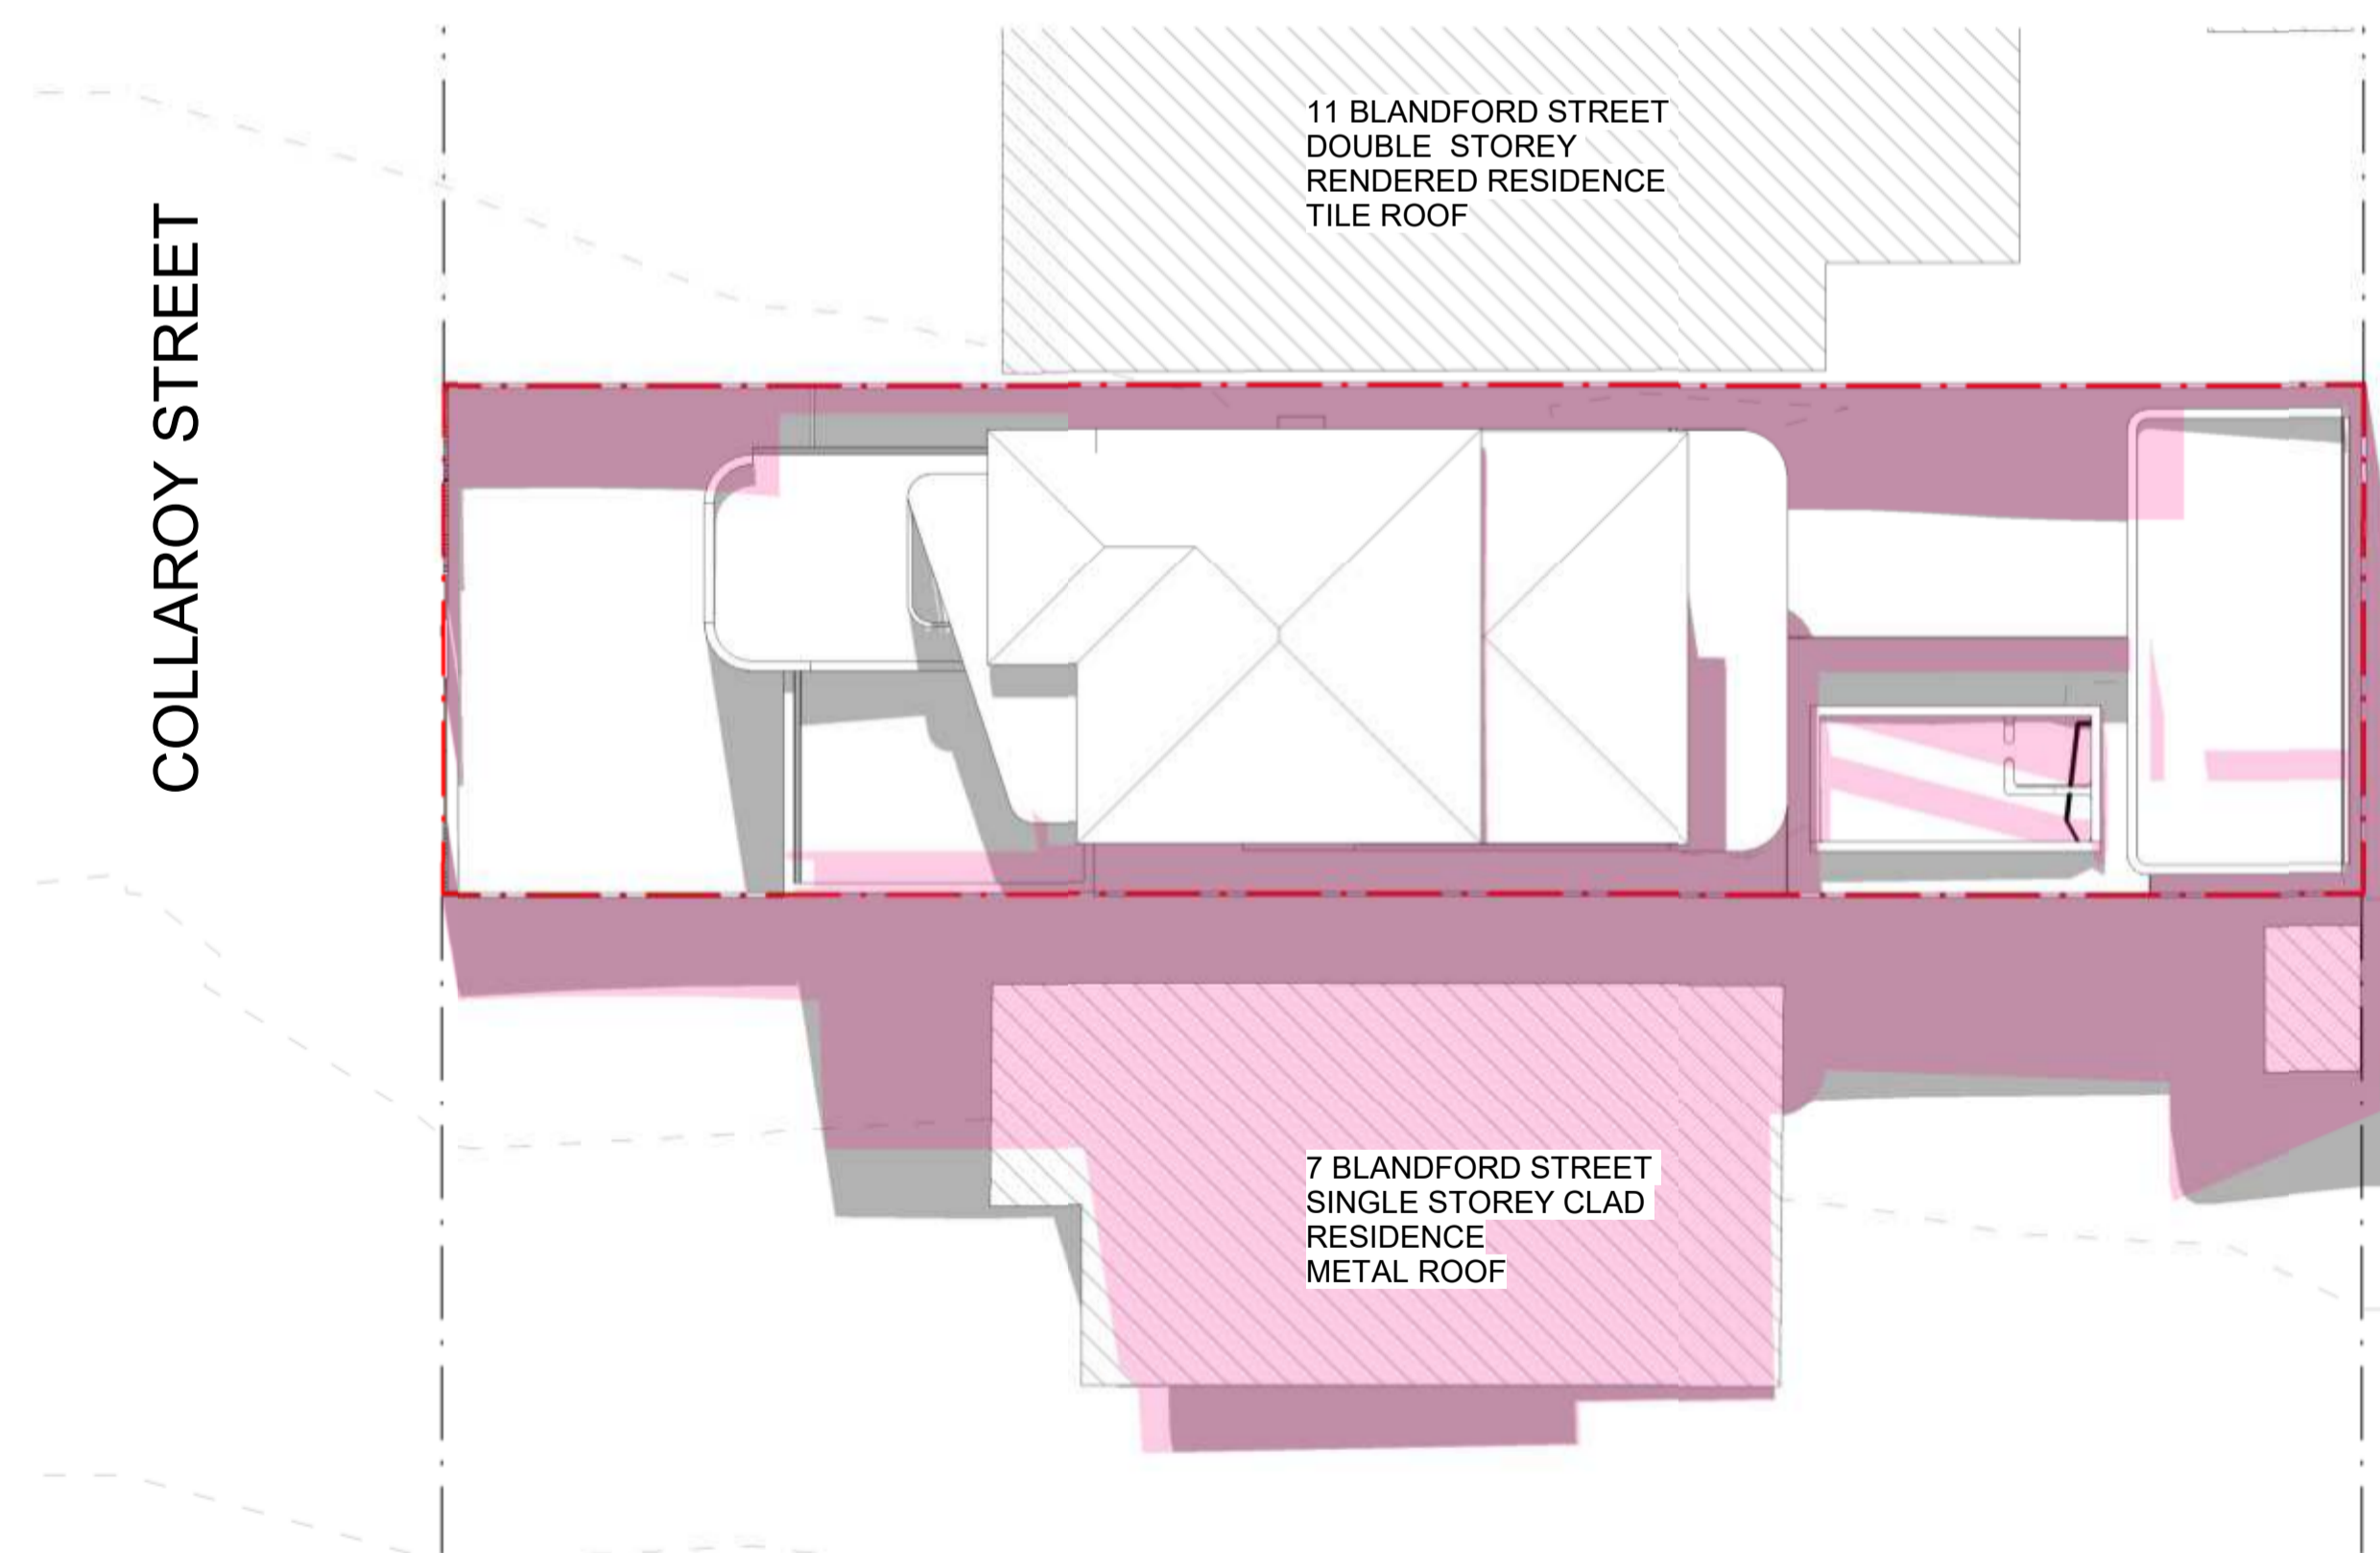 COLLAROY STREET
11 BLANDFORD STREET
DOUBLE STOREY
RENDERED RESIDENCE
TILE ROOF
7 BLANDFORD STREET
SINGLE STOREY CLAD
RESIDENCE
METAL ROOF